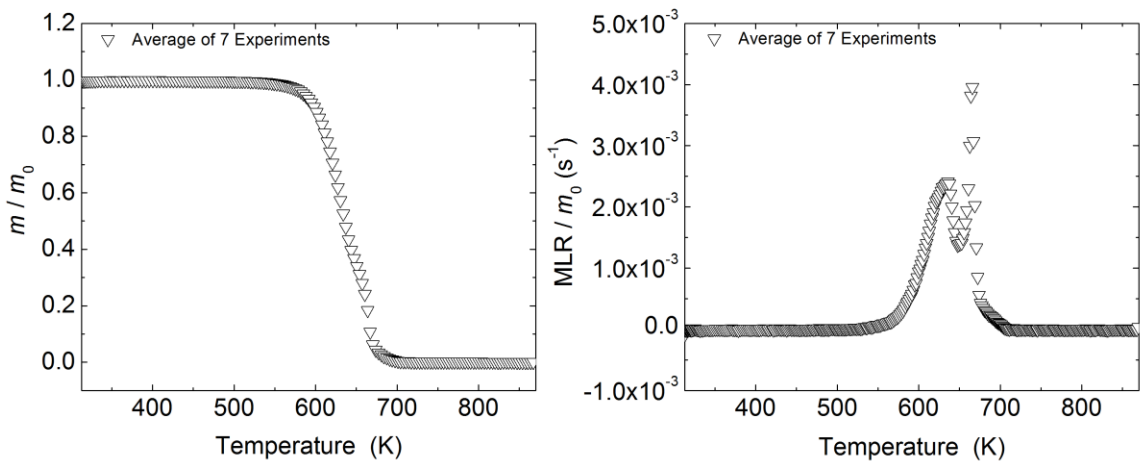 1.2
1.0
0.8
0.6
0.4
0.2
0.0
m / m₀
Average of 7 Experiments
400 500 600 700 800
Temperature (K)
5.0x10⁻³
4.0x10⁻³
3.0x10⁻³
2.0x10⁻³
1.0x10⁻³
0.0
-1.0x10⁻³
MLR / m₀ (s⁻¹)
Average of 7 Experiments
400 500 600 700 800
Temperature (K)